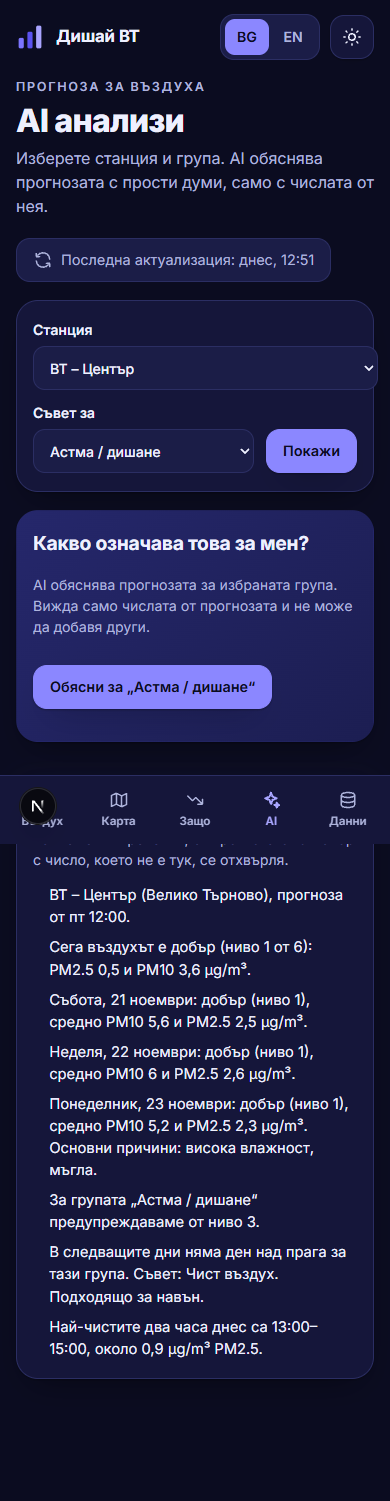 Дишай ВТ
BG EN
ПРОГНОЗА ЗА ВЪЗДУХА
AI анализи
Изберете станция и група. AI обяснява
прогнозата с прости думи, само с числата от
нея.
Последна актуализация: днес, 12:51
Станция
ВТ – Център
Съвет за
Астма / дишане
Покажи
Какво означава това за мен?
AI обяснява прогнозата за избраната група.
Вижда само числата от прогнозата и не може
да добавя други.
Обясни за „Астма / дишане“
N
Карта Защо AI Данни
с число, което не е тук, се отхвърля.
ВТ – Център (Велико Търново), прогноза
от пт 12:00.
Сега въздухът е добър (ниво 1 от 6):
PM2.5 0,5 и PM10 3,6 µg/m³.
Събота, 21 ноември: добър (ниво 1),
средно PM10 5,6 и PM2.5 2,5 µg/m³.
Неделя, 22 ноември: добър (ниво 1),
средно PM10 6 и PM2.5 2,6 µg/m³.
Понеделник, 23 ноември: добър (ниво 1),
средно PM10 5,2 и PM2.5 2,3 µg/m³.
Основни причини: висока влажност,
мъгла.
За групата „Астма / дишане“
предупреждаваме от ниво 3.
В следващите дни няма ден над прага за
тази група. Съвет: Чист въздух.
Подходящо за навън.
Най-чистите два часа днес са 13:00–
15:00, около 0,9 µg/m³ PM2.5.